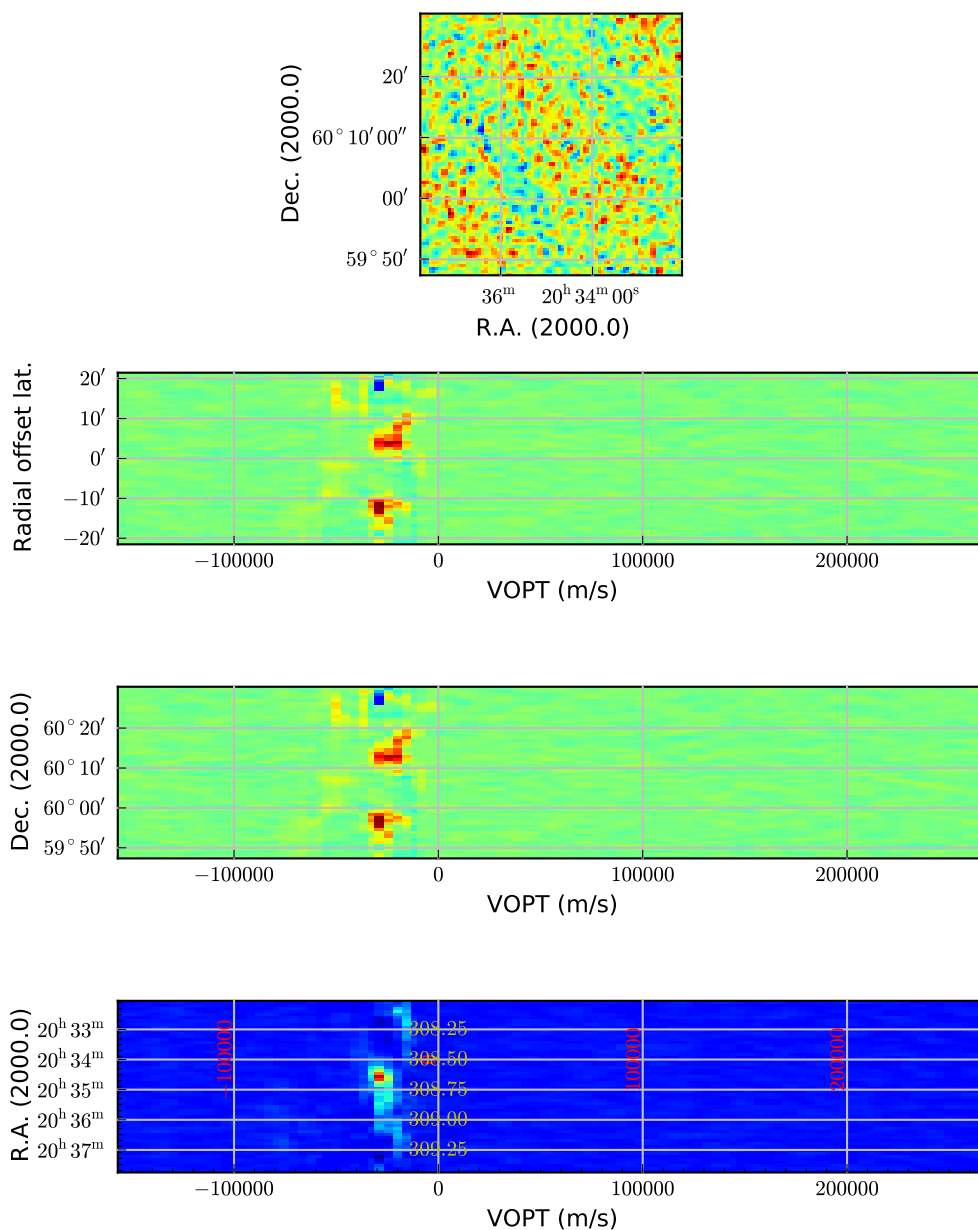 20′
60° 10′ 00″
00′
59° 50′
Dec. (2000.0)
36ᵐ 20ʰ 34ᵐ 00ˢ
R.A. (2000.0)
20′
10′
0′
−10′
−20′
Radial offset lat.
−100000 0 100000 200000
VOPT (m/s)
60° 20′
60° 10′
60° 00′
59° 50′
Dec. (2000.0)
−100000 0 100000 200000
VOPT (m/s)
20ʰ 33ᵐ
20ʰ 34ᵐ
20ʰ 35ᵐ
20ʰ 36ᵐ
20ʰ 37ᵐ
R.A. (2000.0)
308.25
308.50
308.75
309.00
309.25
−100000
0
100000
200000
−100000 0 100000 200000
VOPT (m/s)